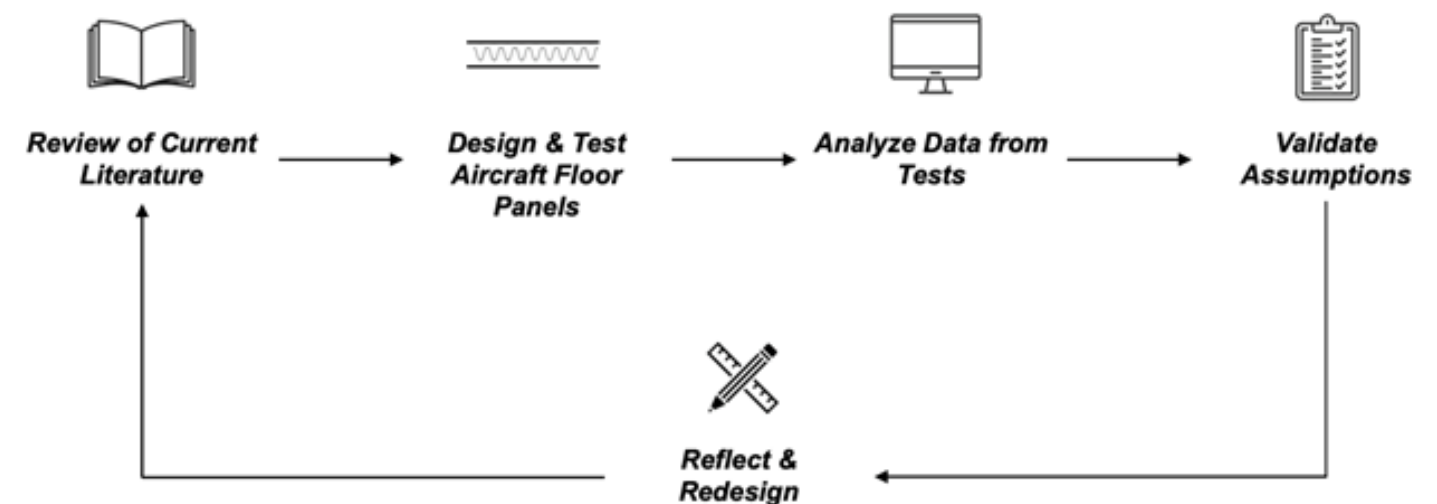 Review of Current
Literature
Design & Test
Aircraft Floor
Panels
Analyze Data from
Tests
Validate
Assumptions
Reflect &
Redesign